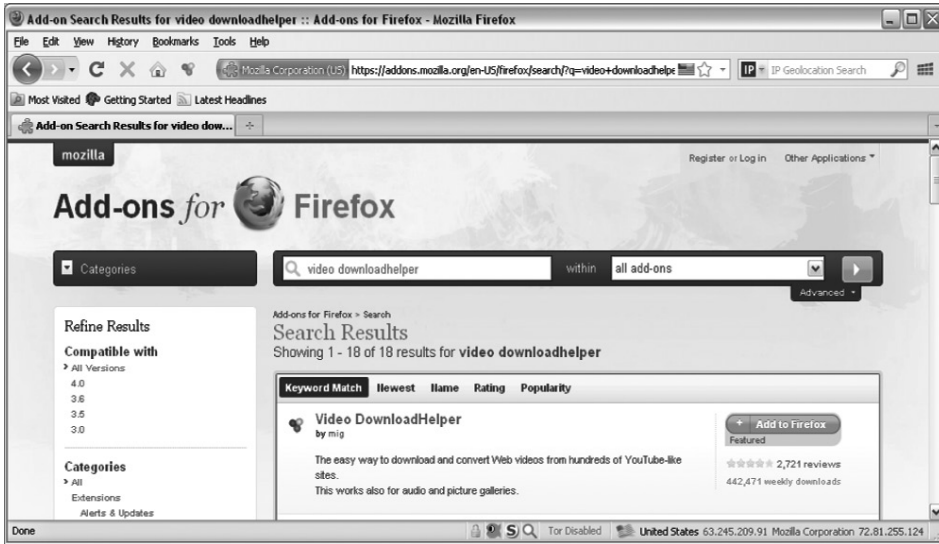 Add-on Search Results for video downloadhelper :: Add-ons for Firefox - Mozilla Firefox
File Edit View History Bookmarks Tools Help
Mozilla Corporation (US) https://addons.mozilla.org/en-US/firefox/search/?q=video+downloadhelpe IP IP Geolocation Search
Most Visited Getting Started Latest Headlines
Add-on Search Results for video dow...
mozilla
Register or Log in Other Applications
Add-ons for Firefox
Categories
video downloadhelper within all add-ons
Advanced
Refine Results
Compatible with
All Versions
4.0
3.6
3.5
3.0
Categories
All
Extensions
Alerts & Updates
Add-ons for Firefox > Search
Search Results
Showing 1 - 18 of 18 results for video downloadhelper
Keyword Match Newest Name Rating Popularity
Video DownloadHelper
by mig
The easy way to download and convert Web videos from hundreds of YouTube-like
sites.
This works also for audio and picture galleries.
+ Add to Firefox
Featured
2,721 reviews
442,471 weekly downloads
Done S Tor Disabled United States 63.245.209.91 Mozilla Corporation 72.81.255.124